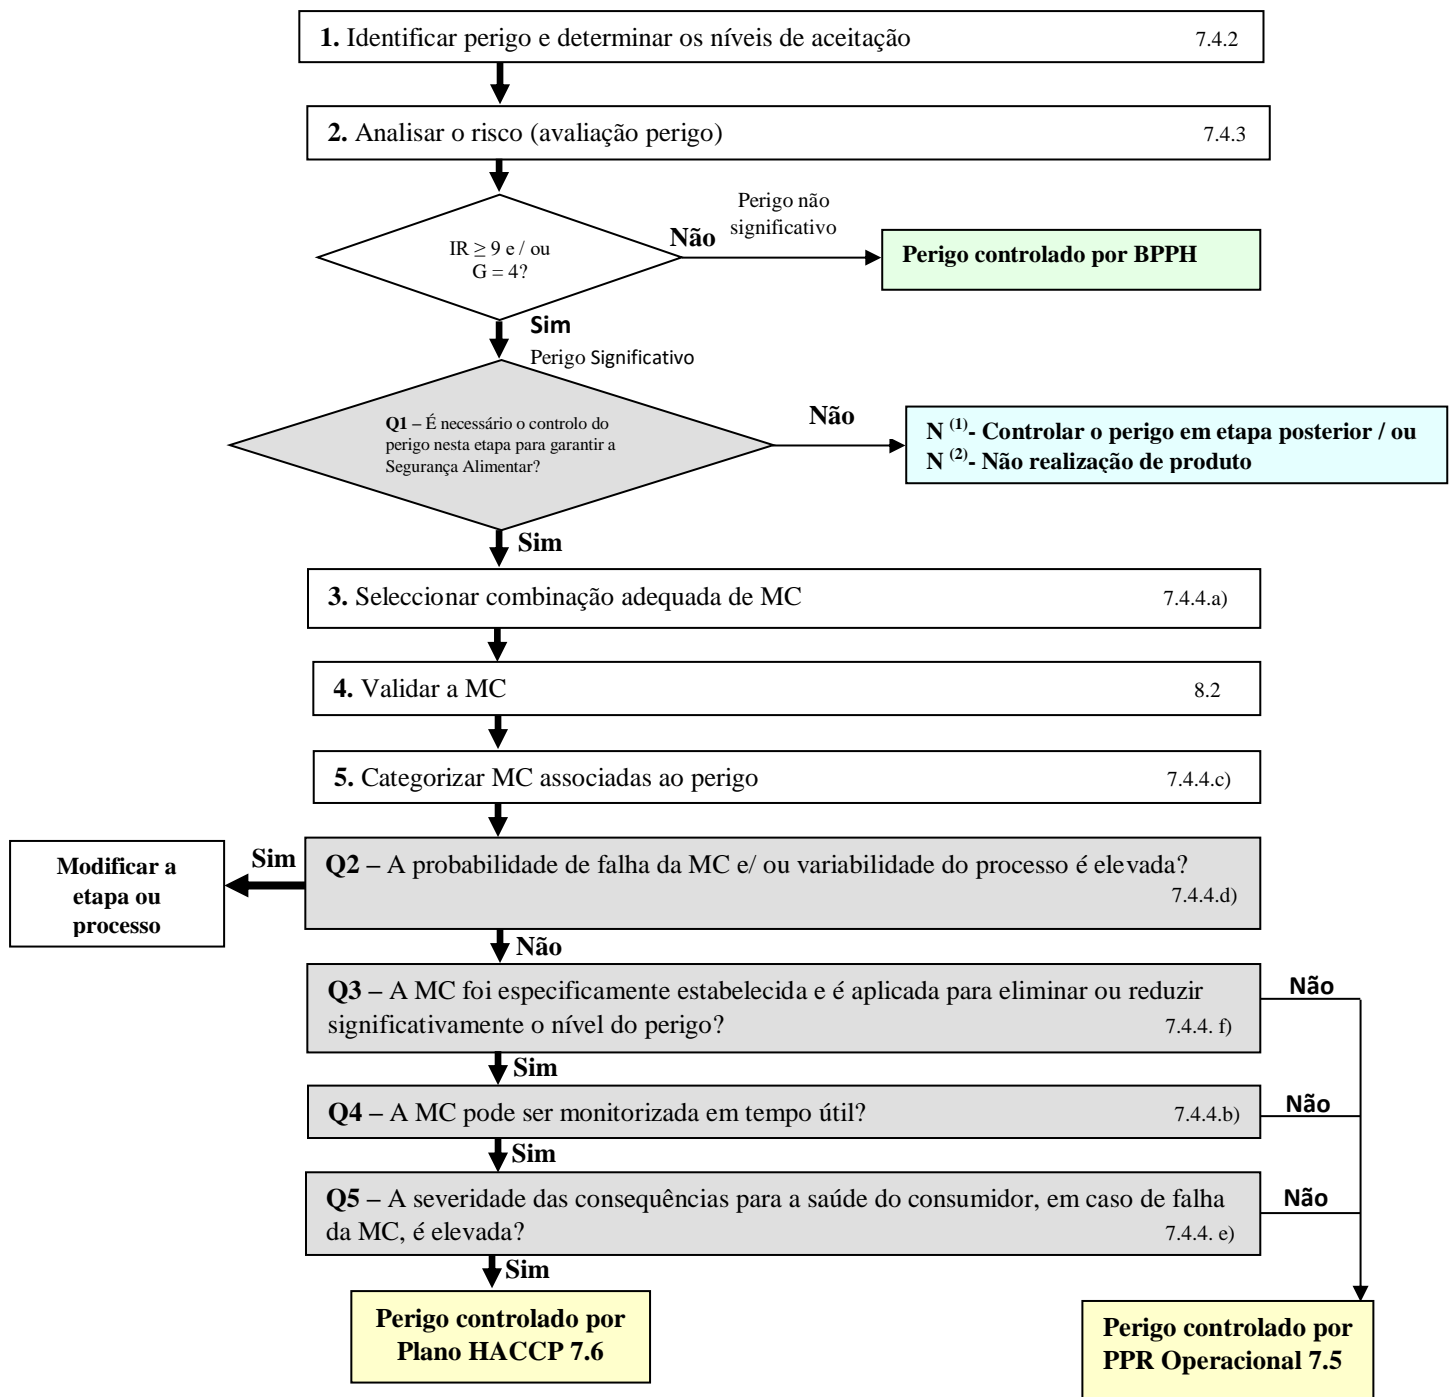 1. Identificar perigo e determinar os níveis de aceitação 7.4.2
2. Analisar o risco (avaliação perigo) 7.4.3
IR ≥ 9 e / ou
G = 4?
Não
Perigo não
significativo
Perigo controlado por BPPH
Sim
Perigo Significativo
Q1 – É necessário o controlo do
perigo nesta etapa para garantir a
Segurança Alimentar?
Não
N (1)- Controlar o perigo em etapa posterior / ou
N (2)- Não realização de produto
Sim
3. Seleccionar combinação adequada de MC 7.4.4.a)
4. Validar a MC 8.2
5. Categorizar MC associadas ao perigo 7.4.4.c)
Q2 – A probabilidade de falha da MC e/ ou variabilidade do processo é elevada?
7.4.4.d)
Sim
Modificar a
etapa ou
processo
Não
Q3 – A MC foi especificamente estabelecida e é aplicada para eliminar ou reduzir
significativamente o nível do perigo? 7.4.4. f)
Não
Sim
Q4 – A MC pode ser monitorizada em tempo útil? 7.4.4.b)
Não
Sim
Q5 – A severidade das consequências para a saúde do consumidor, em caso de falha
da MC, é elevada? 7.4.4. e)
Não
Sim
Perigo controlado por
Plano HACCP 7.6
Perigo controlado por
PPR Operacional 7.5